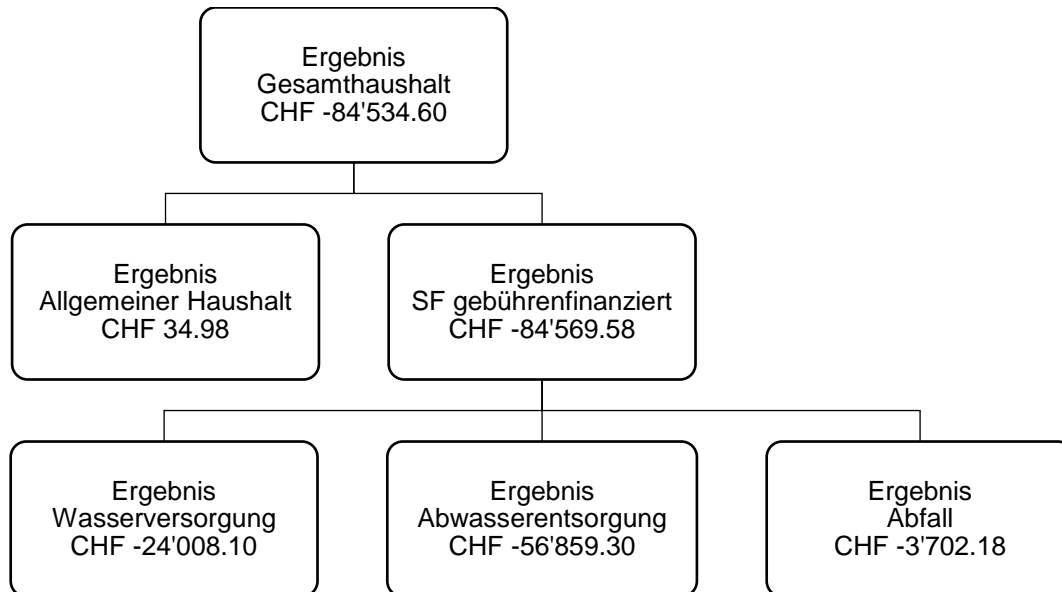 Ergebnis
Gesamthaushalt
CHF -84'534.60
Ergebnis
Allgemeiner Haushalt
CHF 34.98
Ergebnis
SF gebührenfinanziert
CHF -84'569.58
Ergebnis
Wasserversorgung
CHF -24'008.10
Ergebnis
Abwasserentsorgung
CHF -56'859.30
Ergebnis
Abfall
CHF -3'702.18